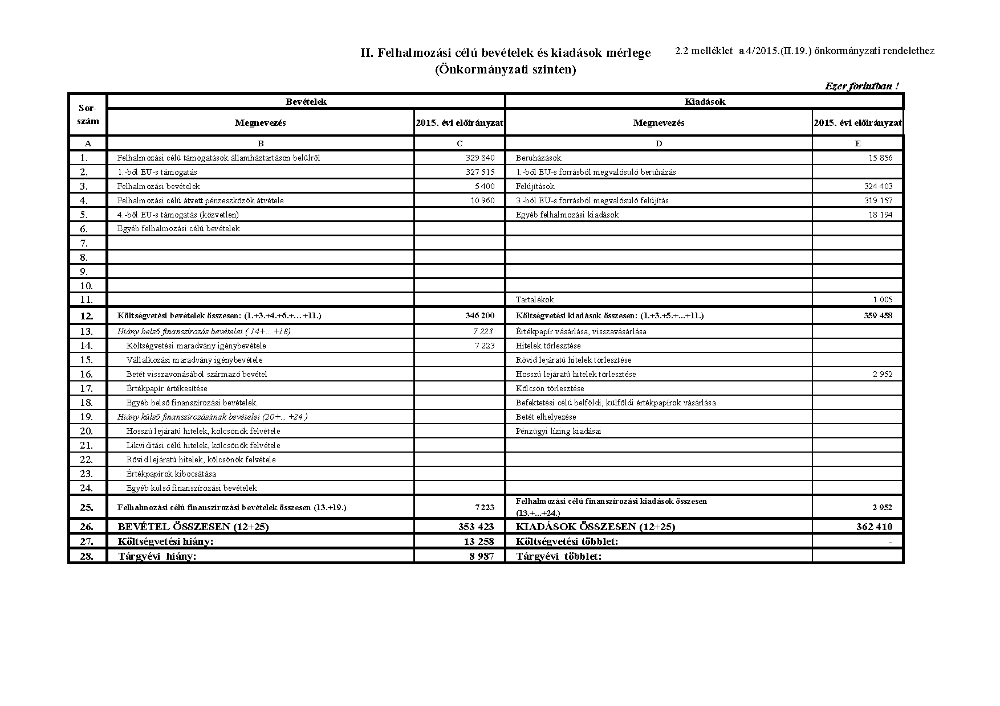 II. Felhalmozási célú bevételek és kiadások mérlege
(Önkormányzati szinten)
2.2 melléklet a 4/2015.(II.19.) önkormányzati rendelethez
Ezer forintban !
Sor-szám Bevételek Kiadások
Megnevezés 2015. évi előirányzat Megnevezés 2015. évi előirányzat
A B C D E
1. Felhalmozási célú támogatások államháztartáson belülről 329 840 Beruházások 15 856
2. 1.-ből EU-s támogatás 327 515 1.-ből EU-s forrásból megvalósuló beruházás
3. Felhalmozási bevételek 5 400 Felújítások 324 403
4. Felhalmozási célú átvett pénzeszközök átvétele 10 960 3.-ból EU-s forrásból megvalósuló felújítás 319 157
5. 4.-ből EU-s támogatás (közvetlen) Egyéb felhalmozási kiadások 18 194
6. Egyéb felhalmozási célú bevételek
7.
8.
9.
10.
11. Tartalékok 1 005
12. Költségvetési bevételek összesen: (1.+3.+4.+6.+…+11.) 346 200 Költségvetési kiadások összesen: (1.+3.+5.+...+11.) 359 458
13. Hiány belső finanszírozás bevételei ( 14+… +18) 7 223 Értékpapír vásárlása, visszavásárlása
14. Költségvetési maradvány igénybevétele 7 223 Hitelek törlesztése
15. Vállalkozási maradvány igénybevétele Rövid lejáratú hitelek törlesztése
16. Betét visszavonásából származó bevétel Hosszú lejáratú hitelek törlesztése 2 952
17. Értékpapír értékesítése Kölcsön törlesztése
18. Egyéb belső finanszírozási bevételek Befektetési célú belföldi, külföldi értékpapírok vásárlása
19. Hiány külső finanszírozásának bevételei (20+… +24 ) Betét elhelyezése
20. Hosszú lejáratú hitelek, kölcsönök felvétele Pénzügyi lízing kiadásai
21. Likviditási célú hitelek, kölcsönök felvétele
22. Rövid lejáratú hitelek, kölcsönök felvétele
23. Értékpapírok kibocsátása
24. Egyéb külső finanszírozási bevételek
25. Felhalmozási célú finanszírozási bevételek összesen (13.+19.) 7 223 Felhalmozási célú finanszírozási kiadások összesen
(13.+...+24.) 2 952
26. BEVÉTEL ÖSSZESEN (12+25) 353 423 KIADÁSOK ÖSSZESEN (12+25) 362 410
27. Költségvetési hiány: 13 258 Költségvetési többlet: -
28. Tárgyévi hiány: 8 987 Tárgyévi többlet: